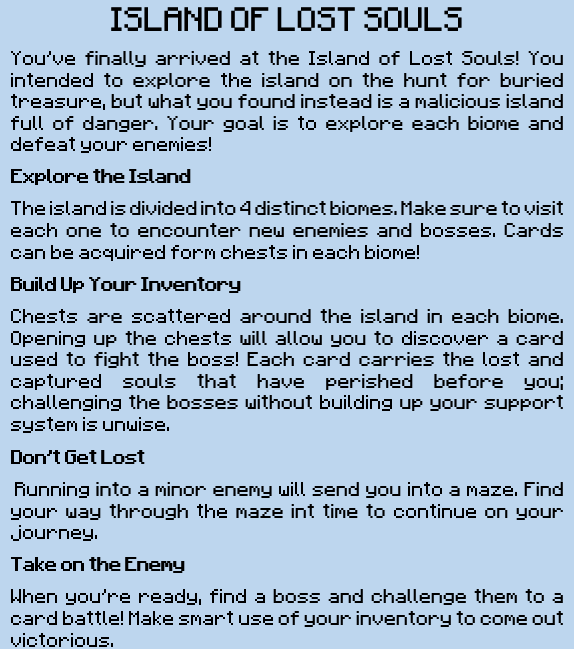 ISLAND OF LOST SOULS
You've finally arrived at the Island of Lost Souls! You
intended to explore the island on the hunt for buried
treasure, but what you found instead is a malicious island
full of danger. Your goal is to explore each biome and
defeat your enemies!
Explore the Island
The island is divided into 4 distinct biomes. Make sure to visit
each one to encounter new enemies and bosses. Cards
can be acquired form chests in each biome!
Build Up Your Inventory
Chests are scattered around the island in each biome.
Opening up the chests will allow you to discover a card
used to fight the boss! Each card carries the lost and
captured souls that have perished before you;
challenging the bosses without building up your support
system is unwise.
Don't Get Lost
Running into a minor enemy will send you into a maze. Find
your way through the maze int time to continue on your
journey.
Take on the Enemy
When you're ready, find a boss and challenge them to a
card battle! Make smart use of your inventory to come out
victorious.